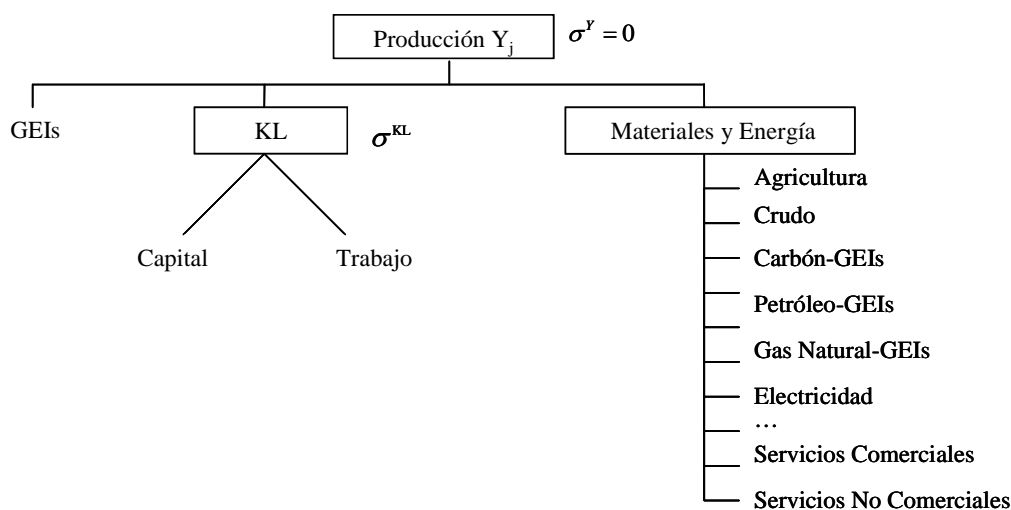 Producción Yj
σ^Y = 0
GEIs
KL
σ^KL
Materiales y Energía
Capital
Trabajo
Agricultura
Crudo
Carbón-GEIs
Petróleo-GEIs
Gas Natural-GEIs
Electricidad
…
Servicios Comerciales
Servicios No Comerciales